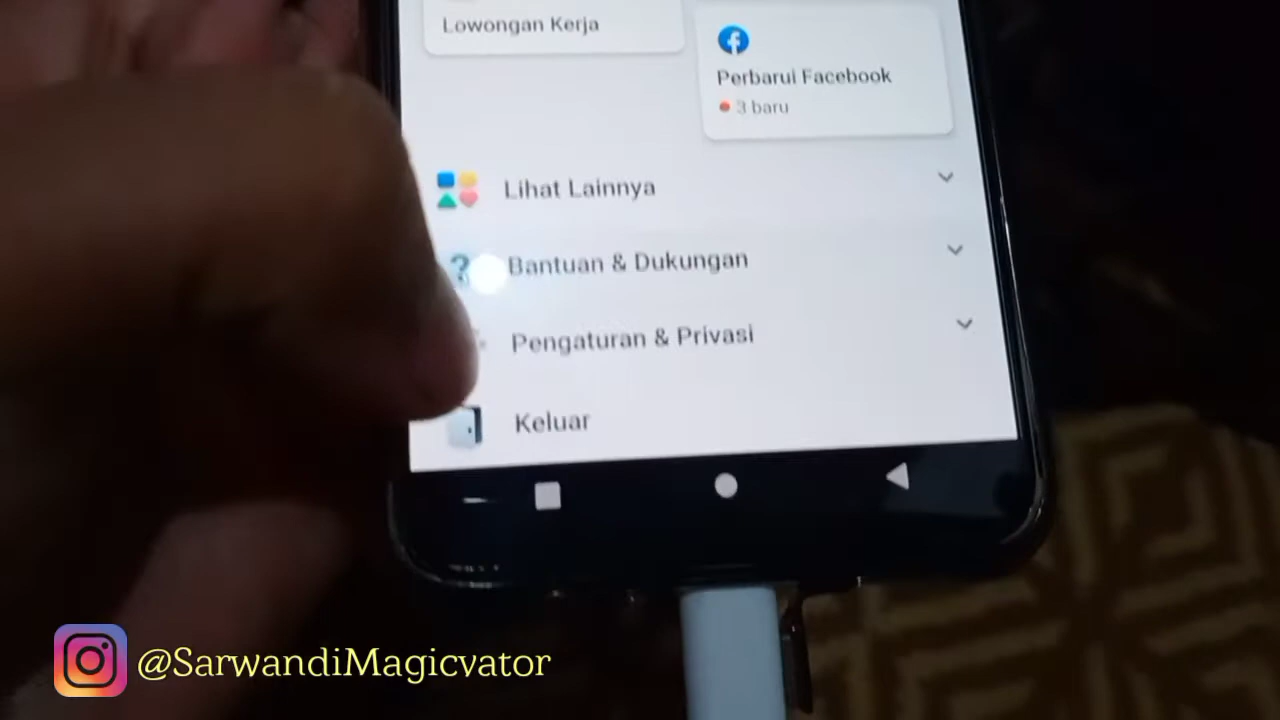 Lowongan Kerja
Perbarui Facebook
3 baru
Lihat Lainnya
Bantuan & Dukungan
Pengaturan & Privasi
Keluar
@SarwandiMagicvator